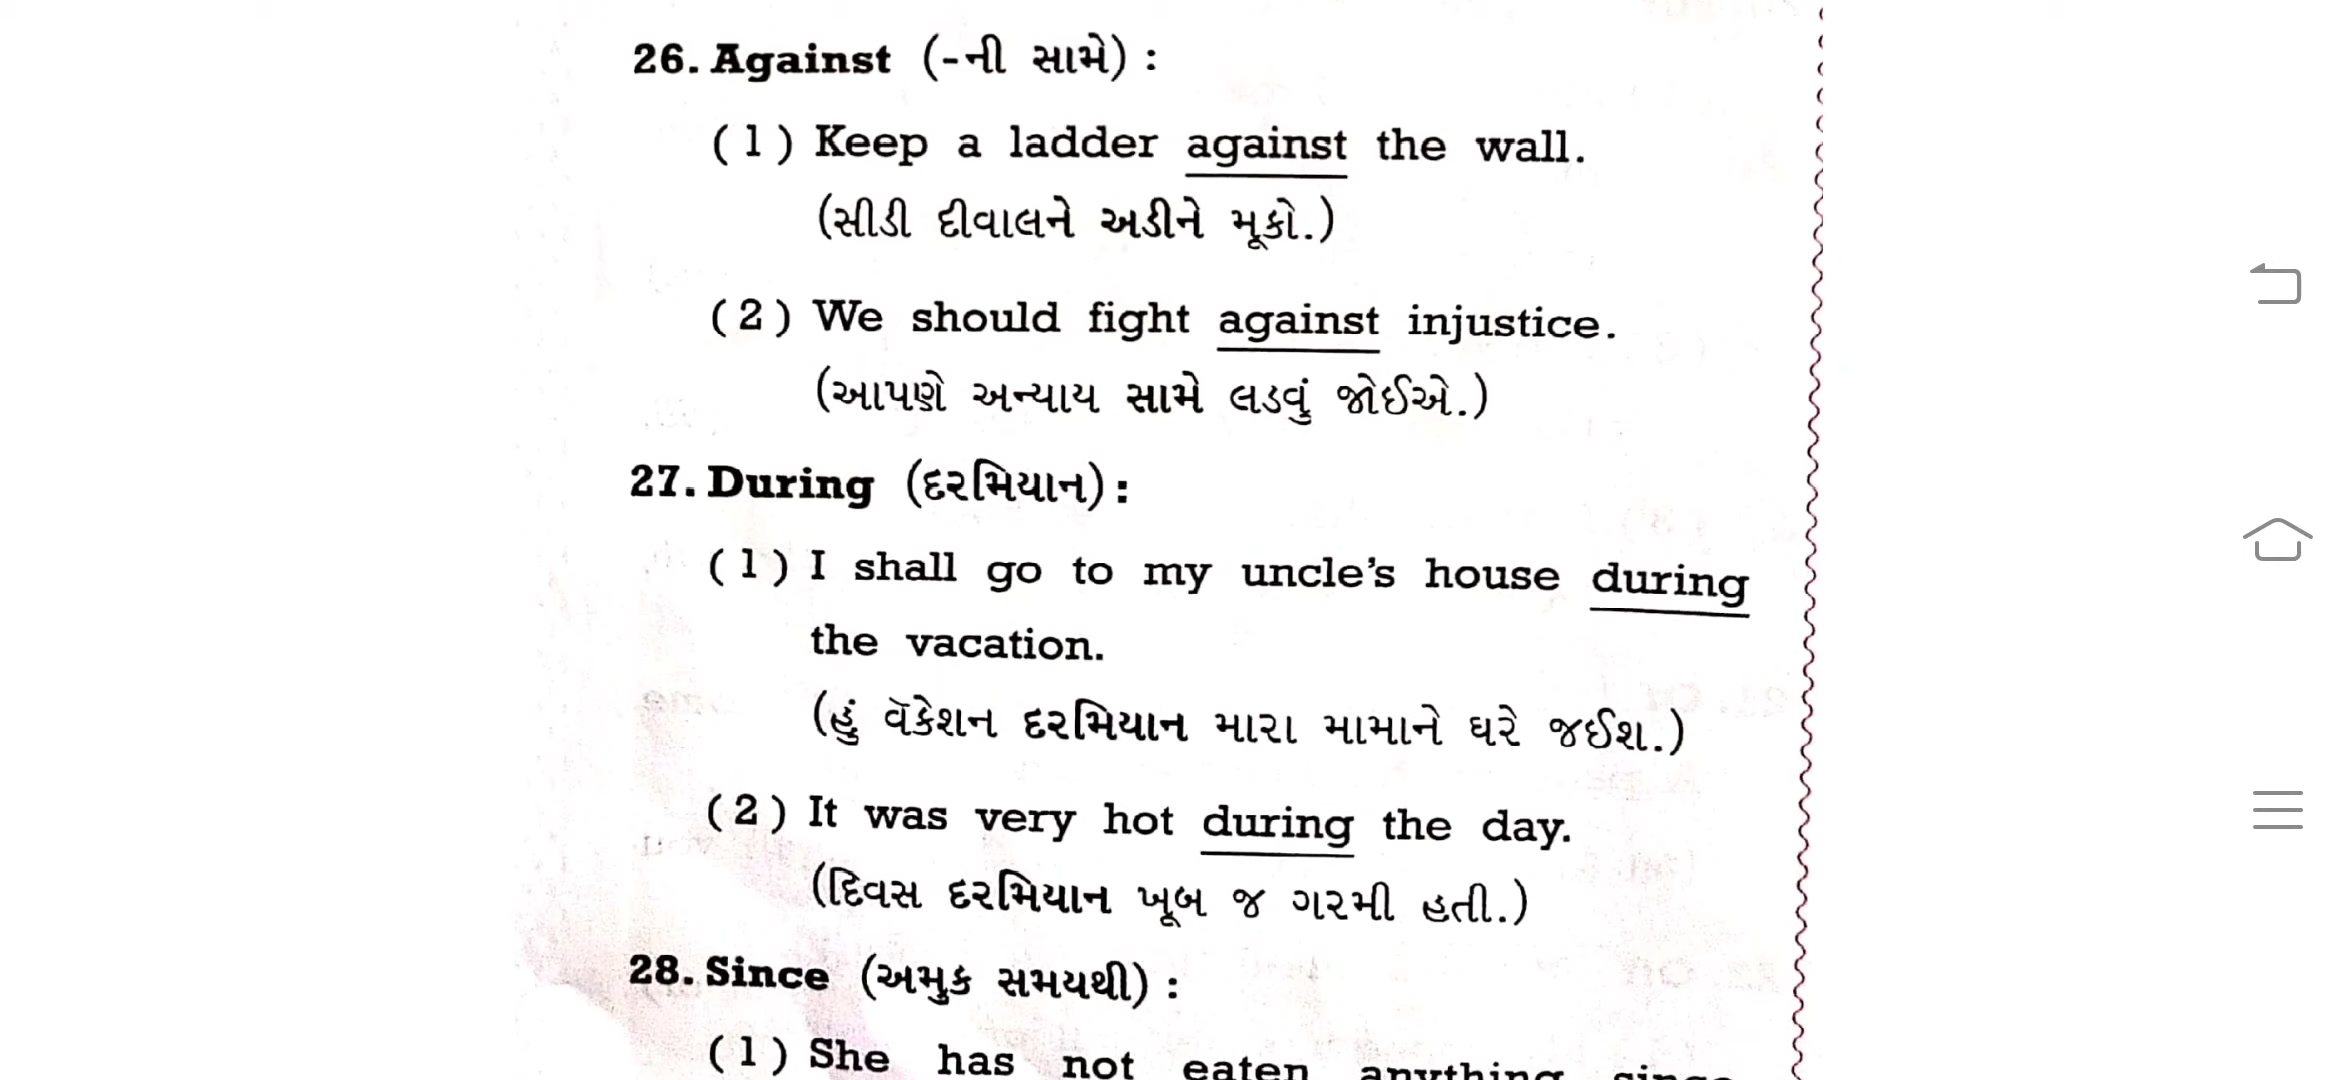 26. Against (-ની સામે) :
(1) Keep a ladder against the wall.
(સીડી દીવાલને અડીને મૂકો.)
(2) We should fight against injustice.
(આપણે અન્યાય સામે લડવું જોઈએ.)
27. During (દરમિયાન) :
(1) I shall go to my uncle's house during
the vacation.
(હું વૅકેશન દરમિયાન મારા મામાને ઘરે જઈશ.)
(2) It was very hot during the day.
(દિવસ દરમિયાન ખૂબ જ ગરમી હતી.)
28. Since (અમુક સમયથી) :
(1) She has not eaten anything since